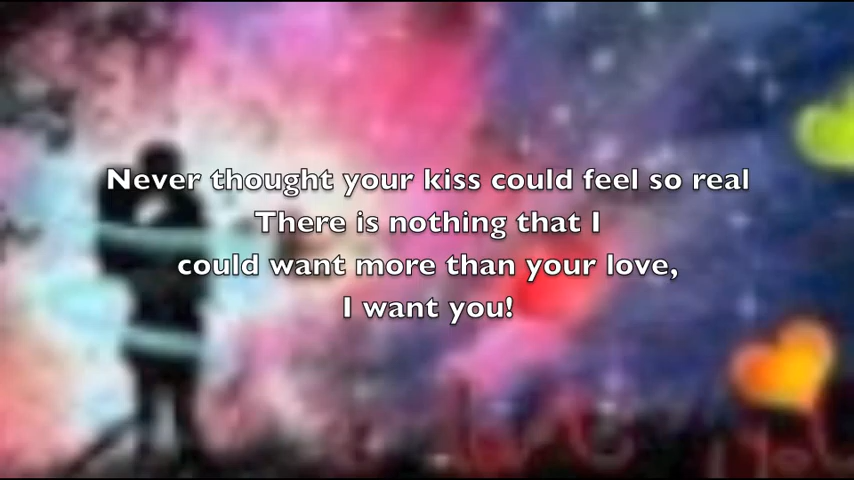 Never thought your kiss could feel so real
There is nothing that I
could want more than your love,
I want you!